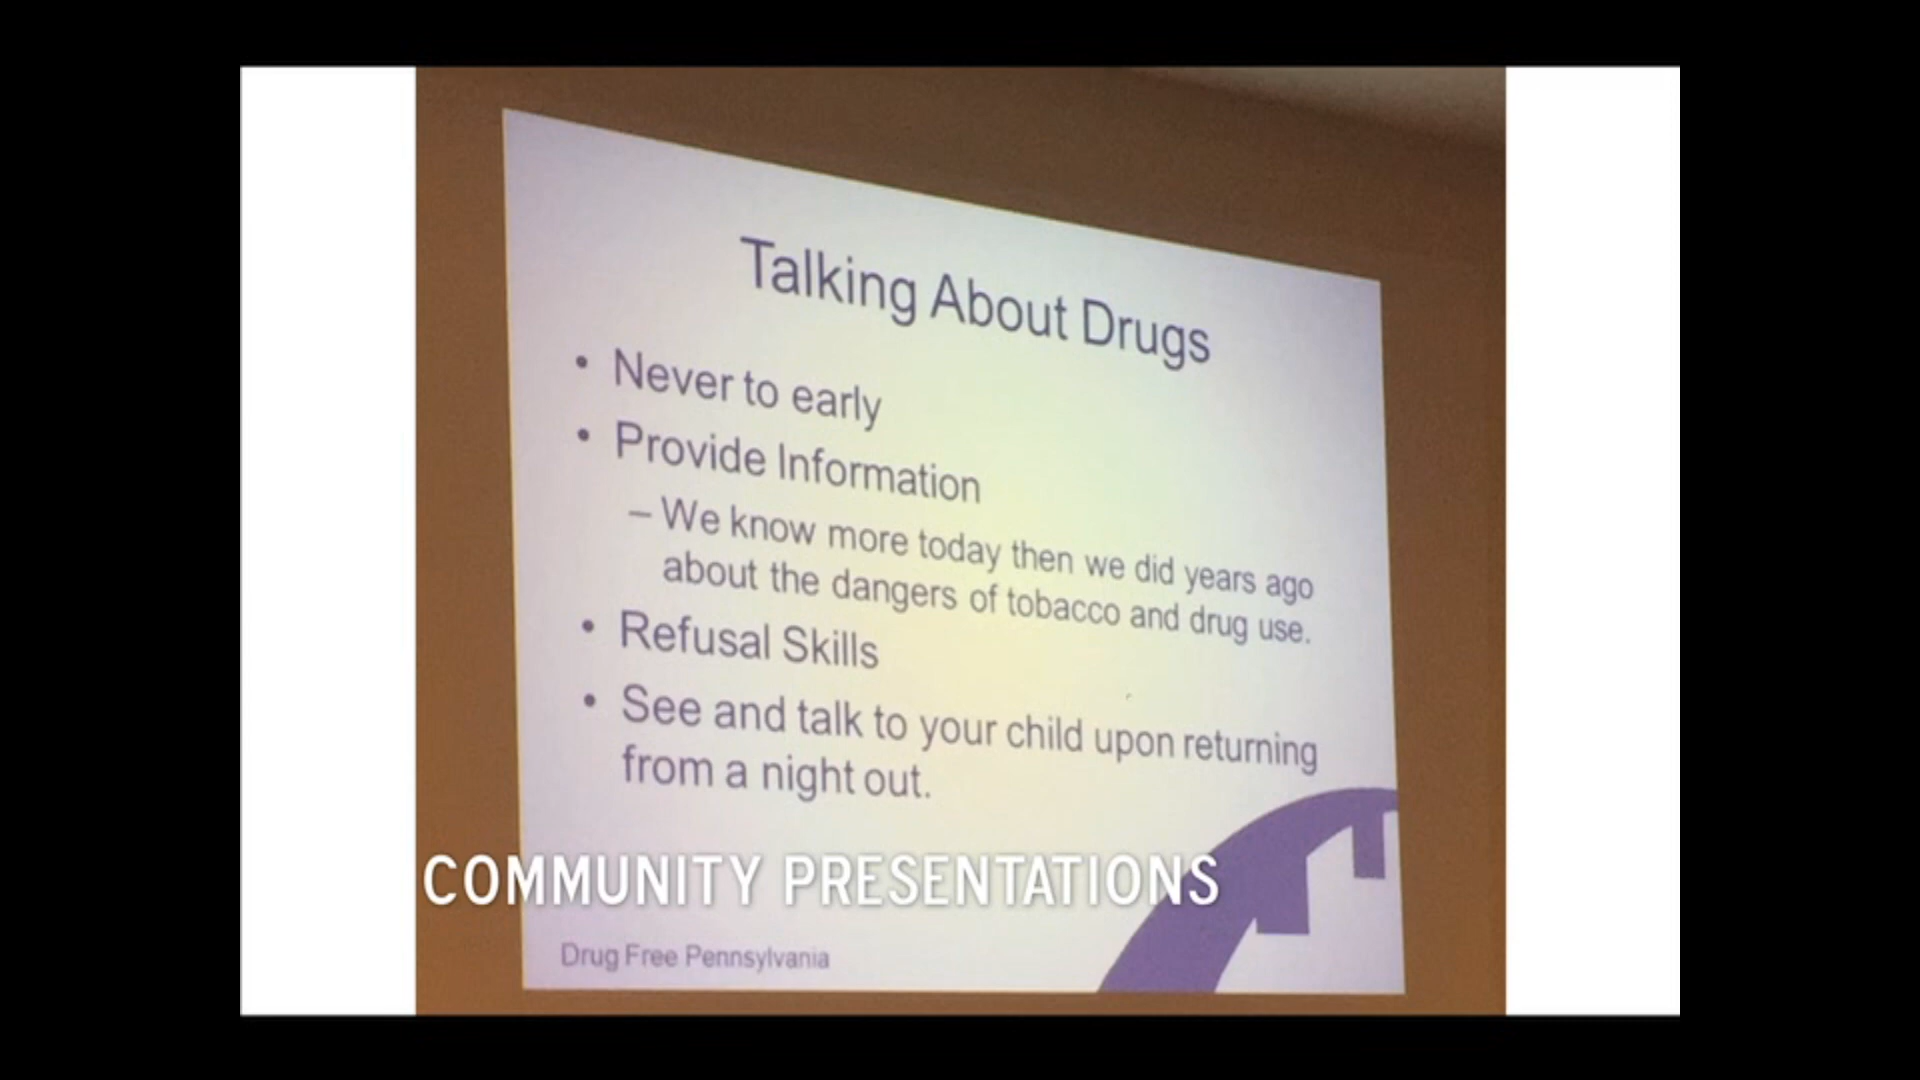 Talking About Drugs
• Never to early
• Provide Information
– We know more today then we did years ago
about the dangers of tobacco and drug use.
• Refusal Skills
• See and talk to your child upon returning
from a night out.
COMMUNITY PRESENTATIONS
Drug Free Pennsylvania